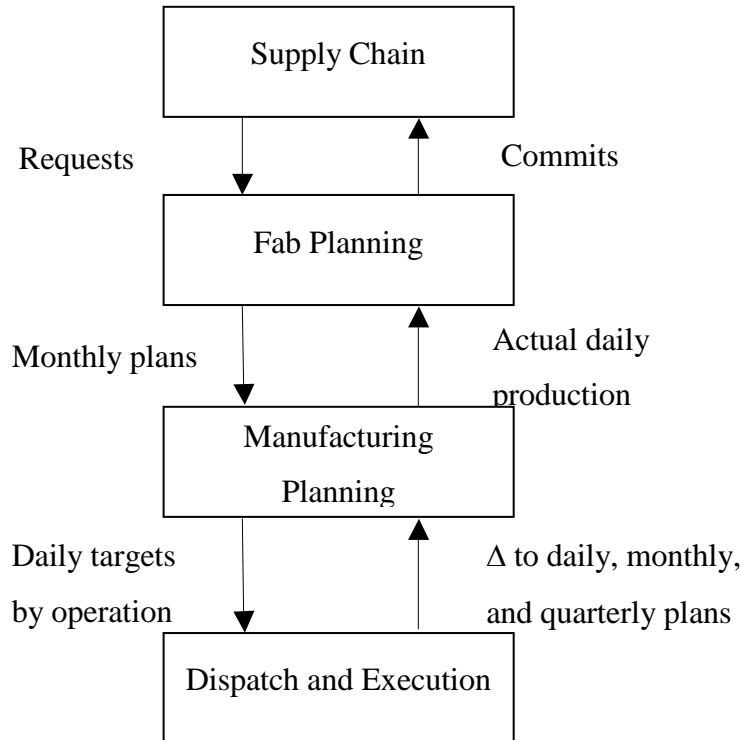 Supply Chain
Requests
Commits
Fab Planning
Monthly plans
Actual daily
production
Manufacturing
Planning
Daily targets
by operation
Δ to daily, monthly,
and quarterly plans
Dispatch and Execution